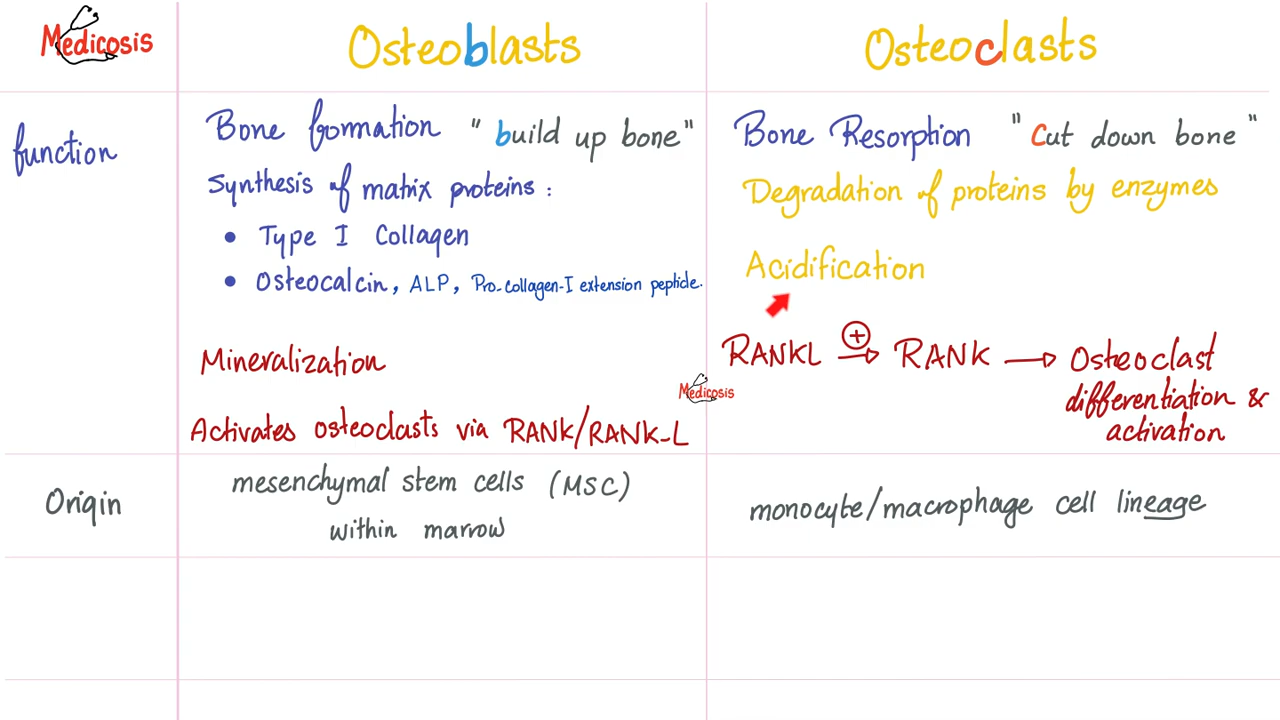 Medicosis
Osteoblasts
Osteoclasts
function
Bone formation "build up bone"
Synthesis of matrix proteins:
• Type I Collagen
• Osteocalcin, ALP, Pro-collagen-I extension peptide.
Mineralization
Activates osteoclasts via RANK/RANK-L
Bone Resorption "Cut down bone"
Degradation of proteins by enzymes
Acidification
RANKL ⊕→ RANK → Osteoclast
differentiation &
activation
Medicosis
Origin
mesenchymal stem cells (MSC)
within marrow
monocyte/macrophage cell lineage